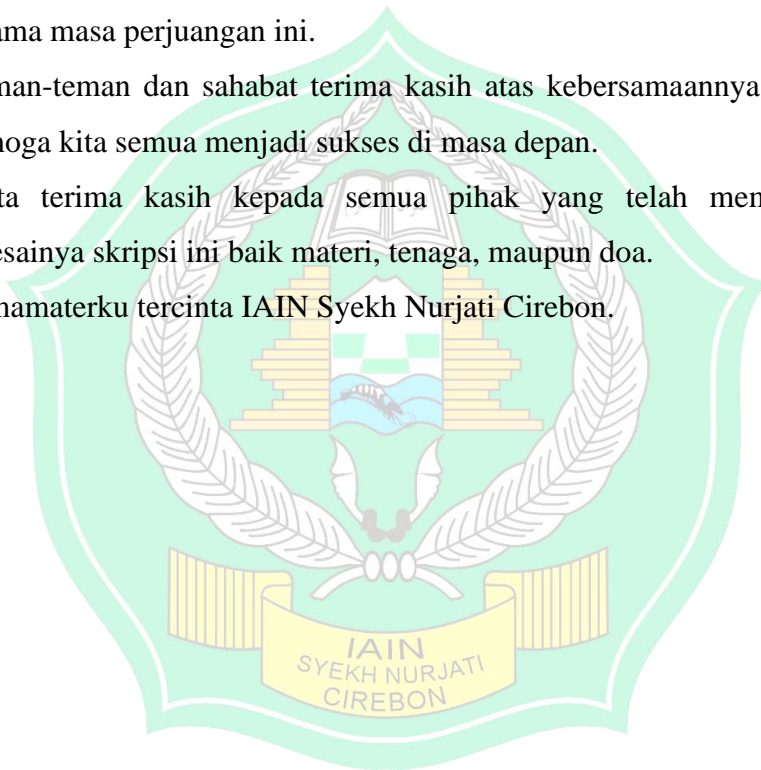 ama masa perjuangan ini.
man-teman dan sahabat terima kasih atas kebersamaannya
noga kita semua menjadi sukses di masa depan.
ta terima kasih kepada semua pihak yang telah mem
esainya skripsi ini baik materi, tenaga, maupun doa.
namaterku tercinta IAIN Syekh Nurjati Cirebon.
IAIN
SYEKH NURJATI
CIREBON